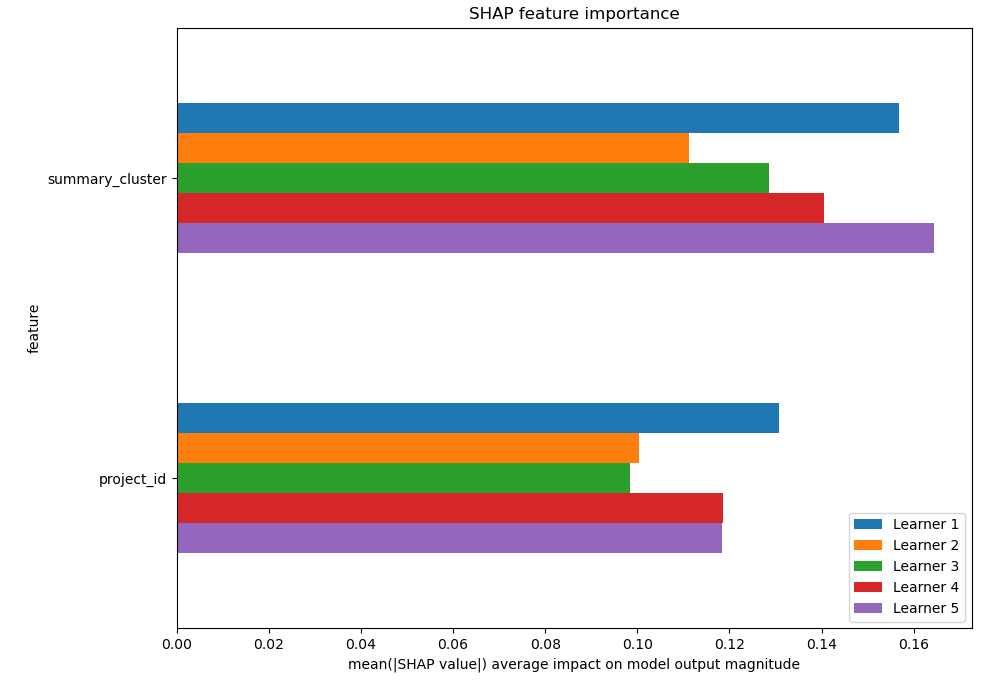 SHAP feature importance
summary_cluster
feature
project_id
Learner 1
Learner 2
Learner 3
Learner 4
Learner 5
0.00 0.02 0.04 0.06 0.08 0.10 0.12 0.14 0.16
mean(|SHAP value|) average impact on model output magnitude